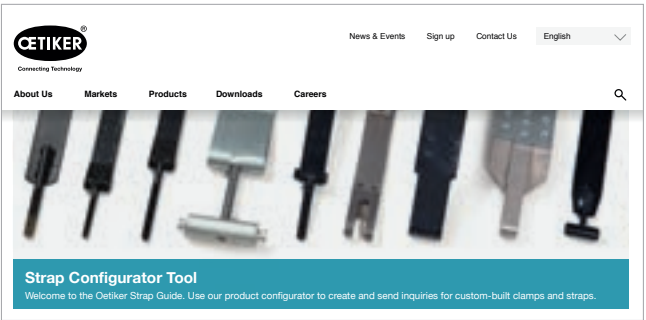 ŒTIKER®
Connecting Technology
News & Events Sign up Contact Us English
About Us Markets Products Downloads Careers
Strap Configurator Tool
Welcome to the Oetiker Strap Guide. Use our product configurator to create and send inquiries for custom-built clamps and straps.